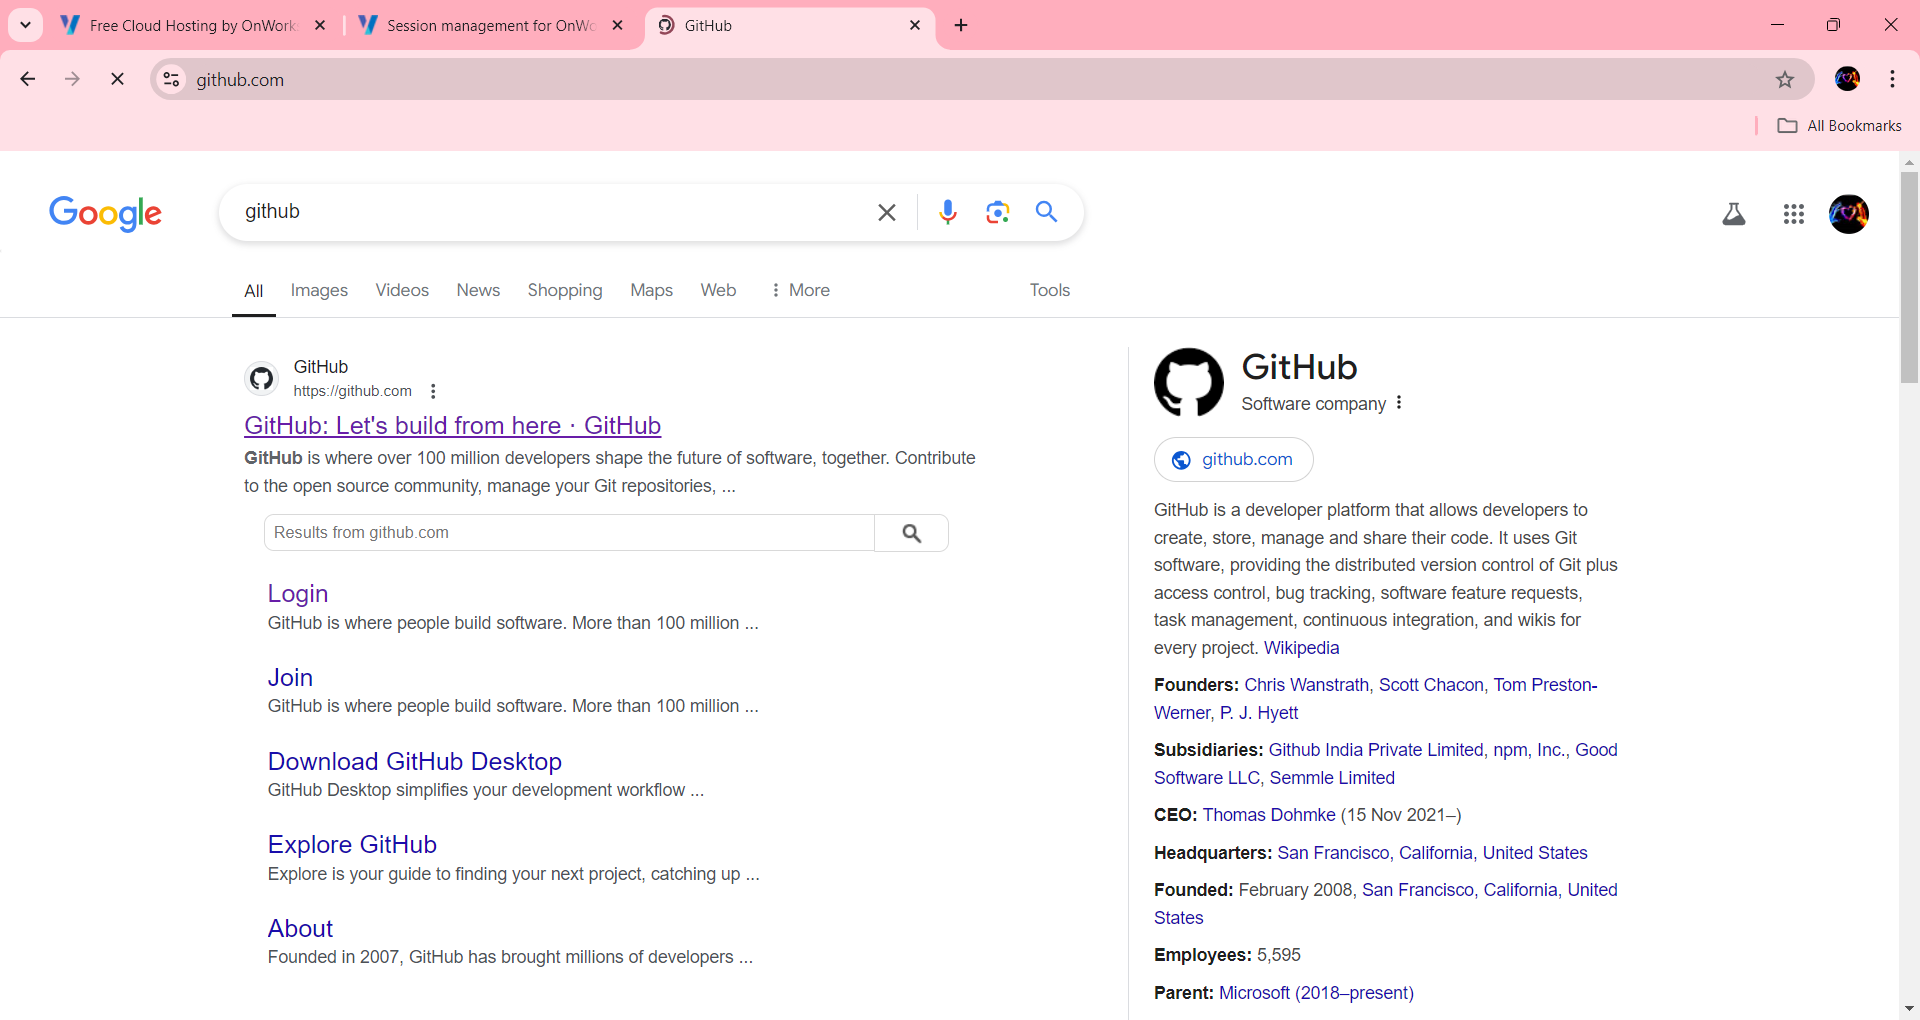 Free Cloud Hosting by OnWorks
Session management for OnWo
GitHub
github.com
All Bookmarks
Google
github
All
Images
Videos
News
Shopping
Maps
Web
More
Tools
GitHub
https://github.com
GitHub: Let's build from here · GitHub
GitHub is where over 100 million developers shape the future of software, together. Contribute
to the open source community, manage your Git repositories, ...
Results from github.com
Login
GitHub is where people build software. More than 100 million ...
Join
GitHub is where people build software. More than 100 million ...
Download GitHub Desktop
GitHub Desktop simplifies your development workflow ...
Explore GitHub
Explore is your guide to finding your next project, catching up ...
About
Founded in 2007, GitHub has brought millions of developers ...
GitHub
Software company
github.com
GitHub is a developer platform that allows developers to
create, store, manage and share their code. It uses Git
software, providing the distributed version control of Git plus
access control, bug tracking, software feature requests,
task management, continuous integration, and wikis for
every project. Wikipedia
Founders: Chris Wanstrath, Scott Chacon, Tom Preston-
Werner, P. J. Hyett
Subsidiaries: Github India Private Limited, npm, Inc., Good
Software LLC, Semmle Limited
CEO: Thomas Dohmke (15 Nov 2021–)
Headquarters: San Francisco, California, United States
Founded: February 2008, San Francisco, California, United
States
Employees: 5,595
Parent: Microsoft (2018–present)